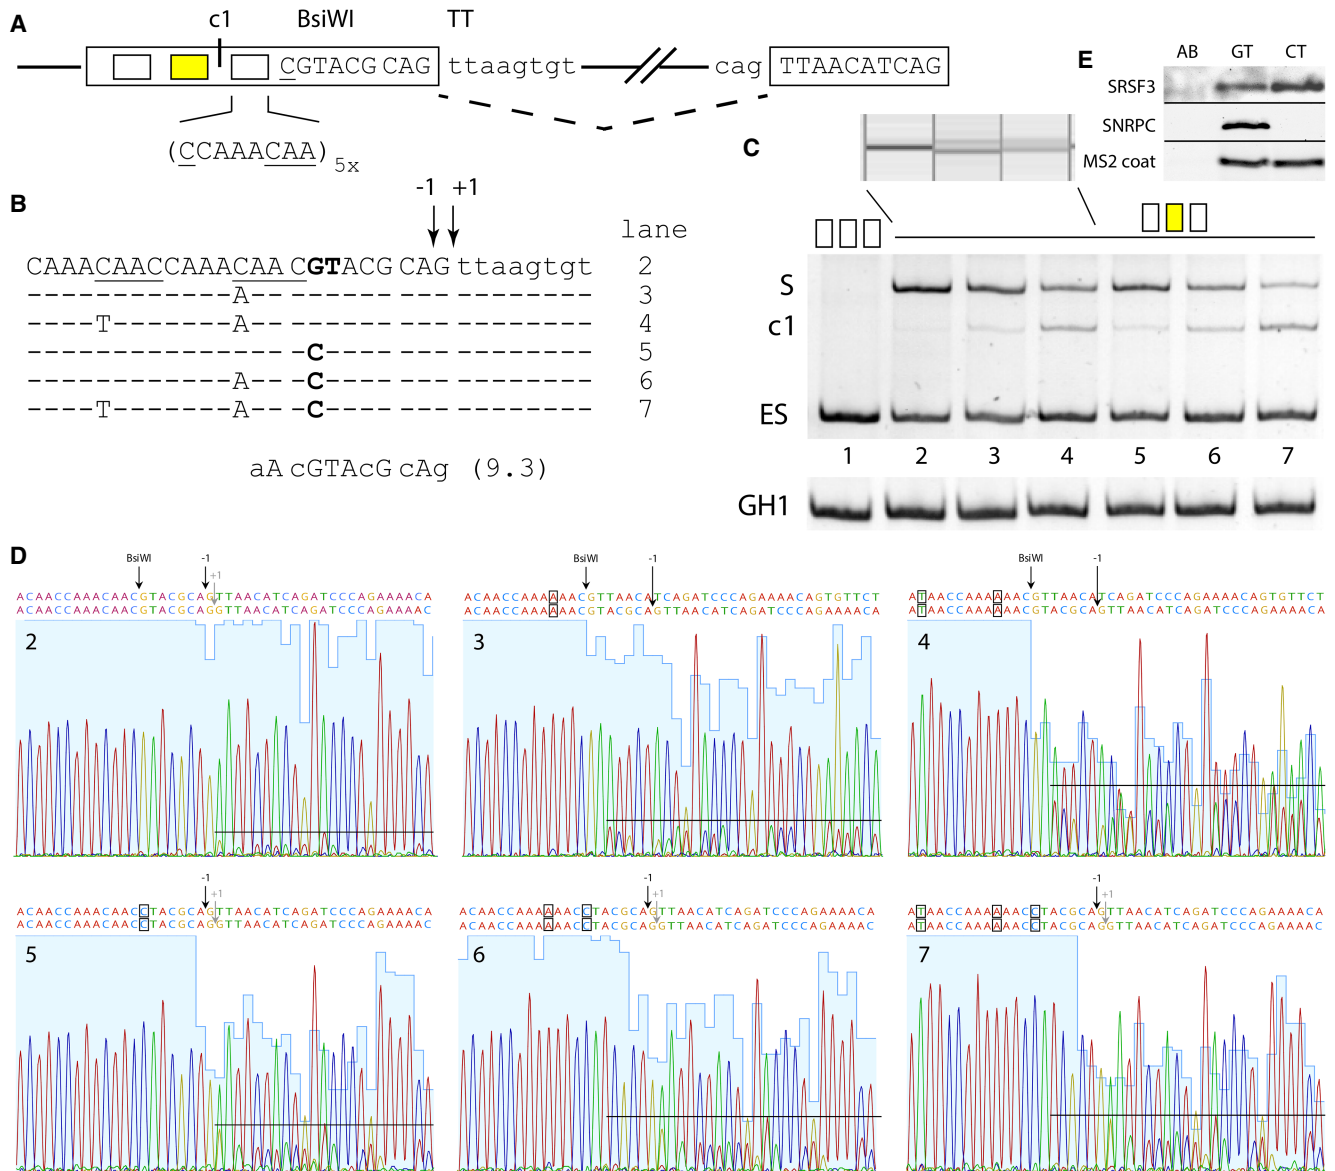 A
c1 BsiWI TT
CGTACG CAG ttaagtgt cag TTAACATCAG
(CCAAACAA)5x
B
-1 +1
lane
CAAACAACCAAACAA CGTACG CAG ttaagtgt 2
---------------A------------------ 3
-----T---------A------------------ 4
--------------------C------------- 5
---------------A----C------------- 6
-----T---------A----C------------- 7
aA cGTAcG cAg (9.3)
C
S
c1
ES
1 2 3 4 5 6 7
GH1
E
AB GT CT
SRSF3
SNRPC
MS2 coat
D
BsiWI -1 +1
ACAACCAAACAACGTACGCAGTTAACATCAGATCCCAGAAAACA
ACAACCAAACAACGTACGCAGGTTAACATCAGATCCCAGAAAAC
2
BsiWI -1
ACAACCAAAAAACGTTAACATCAGATCCCAGAAAACAGTGTTCT
ACAACCAAAAAACGTACGCAGTTAACATCAGATCCCAGAAAACA
3
BsiWI -1
ATAACCAAAAAACGTTAACATCAGATCCCAGAAAACAGTGTTCT
ATAACCAAAAAACGTACGCAGTTAACATCAGATCCCAGAAAACA
4
-1 +1
ACAACCAAACAACCTACGCAGTTAACATCAGATCCCAGAAAACA
ACAACCAAACAACCTACGCAGGTTAACATCAGATCCCAGAAAAC
5
-1 +1
ACAACCAAAAAACCTACGCAGTTAACATCAGATCCCAGAAAACA
ACAACCAAAAAACCTACGCAGGTTAACATCAGATCCCAGAAAAC
6
-1 +1
ATAACCAAAAAACCTACGCAGTTAACATCAGATCCCAGAAAACA
ATAACCAAAAAACCTACGCAGGTTAACATCAGATCCCAGAAAAC
7